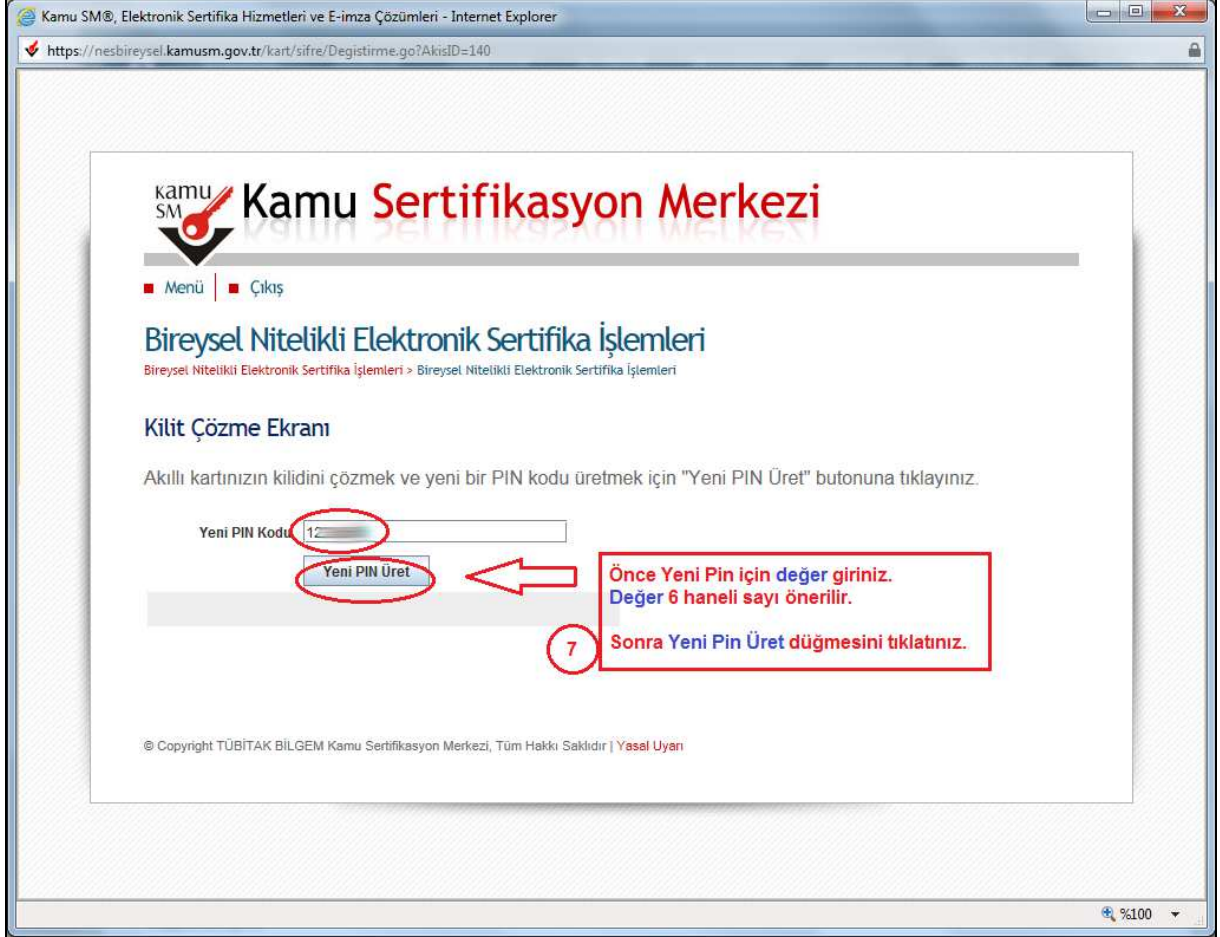 Kamu SM®, Elektronik Sertifika Hizmetleri ve E-imza Çözümleri - Internet Explorer
https://nesbireysel.kamusm.gov.tr/kart/sifre/Degistirme.go?AkisID=140
kamu
SM
Kamu Sertifikasyon Merkezi
Menü
Çıkış
Bireysel Nitelikli Elektronik Sertifika İşlemleri
Bireysel Nitelikli Elektronik Sertifika İşlemleri > Bireysel Nitelikli Elektronik Sertifika İşlemleri
Kilit Çözme Ekranı
Akıllı kartınızın kilidini çözmek ve yeni bir PIN kodu üretmek için "Yeni PIN Üret" butonuna tıklayınız.
Yeni PIN Kodu 12
Yeni PIN Üret
Önce Yeni Pin için değer giriniz.
Değer 6 haneli sayı önerilir.
7
Sonra Yeni Pin Üret düğmesini tıklatınız.
© Copyright TÜBİTAK BİLGEM Kamu Sertifikasyon Merkezi, Tüm Hakkı Saklıdır | Yasal Uyarı
%100